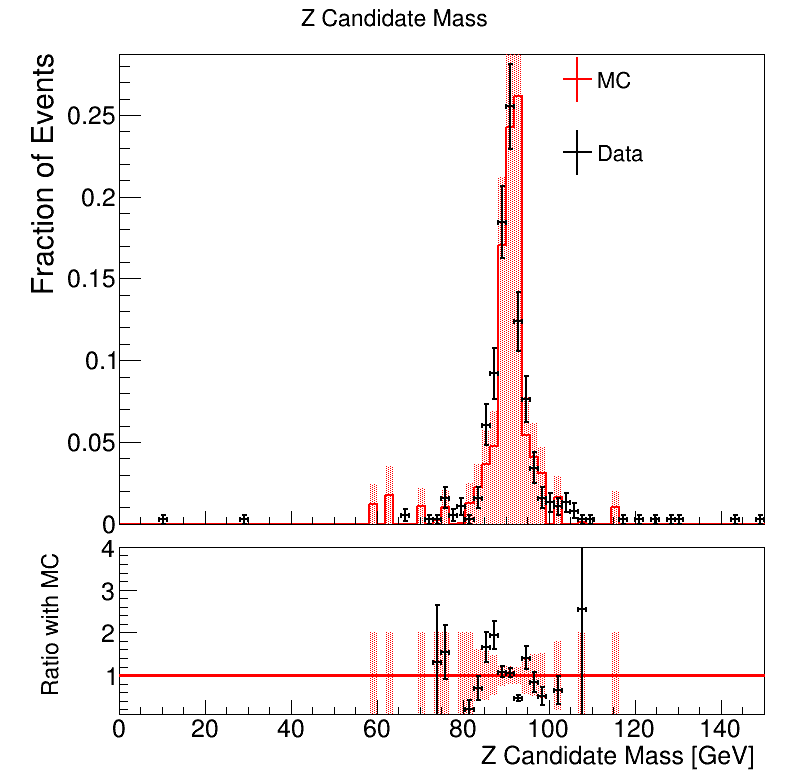 Z Candidate Mass
Fraction of Events
0.25
0.2
0.15
0.1
0.05
0
MC
Data
Ratio with MC
4
3
2
1
0 20 40 60 80 100 120 140
Z Candidate Mass [GeV]